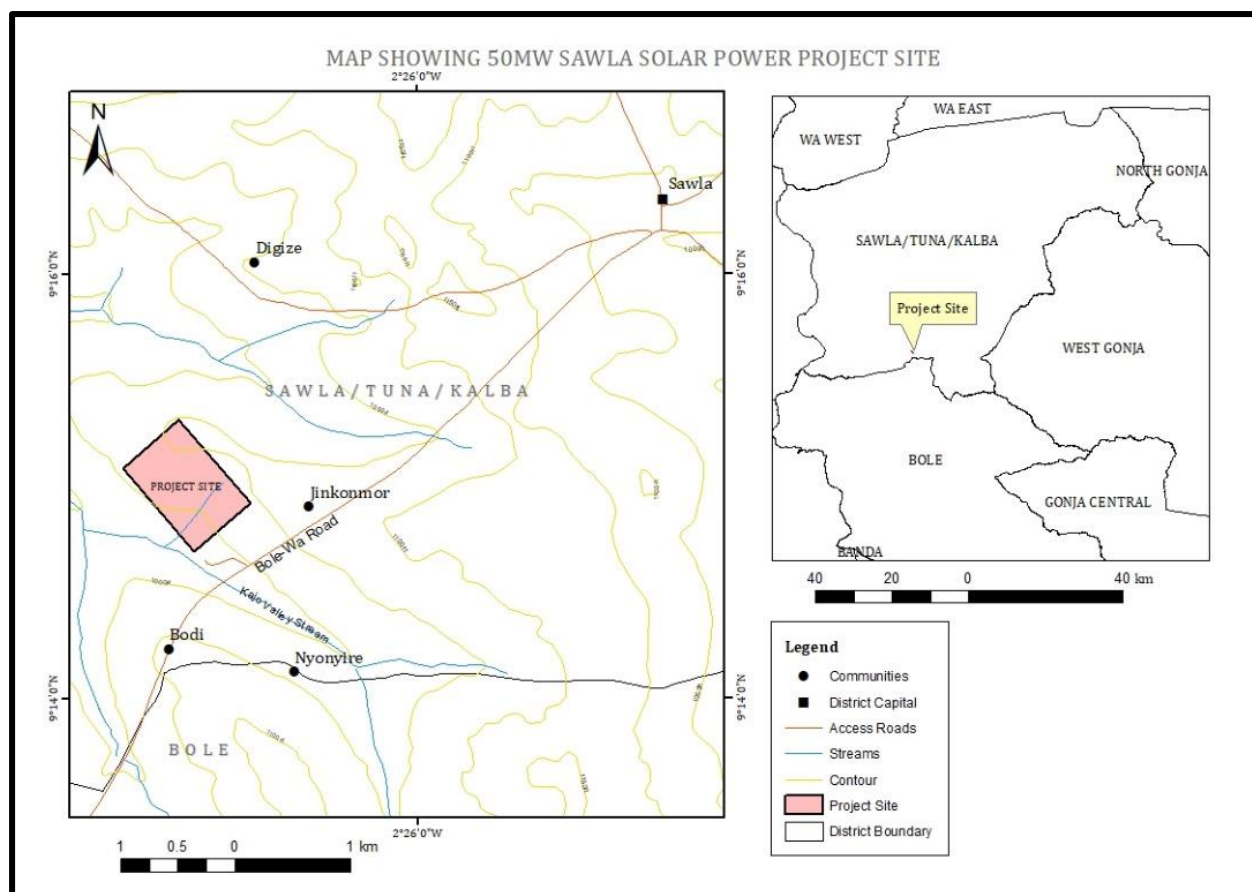 MAP SHOWING 50MW SAWLA SOLAR POWER PROJECT SITE
2°26'0"W
N
Sawla
Digize
9°16'0"N
9°16'0"N
SAWLA/TUNA/KALBA
PROJECT SITE
Jinkonmor
Bole-Wa Road
Kojo Valley Stream
Bodi
Nyonyire
9°14'0"N
9°14'0"N
BOLE
2°26'0"W
1 0.5 0 1 km
WA EAST
WA WEST
NORTH GONJA
SAWLA/TUNA/KALBA
Project Site
WEST GONJA
BOLE
GONJA CENTRAL
BANDA
40 20 0 40 km
Legend
Communities
District Capital
Access Roads
Streams
Contour
Project Site
District Boundary